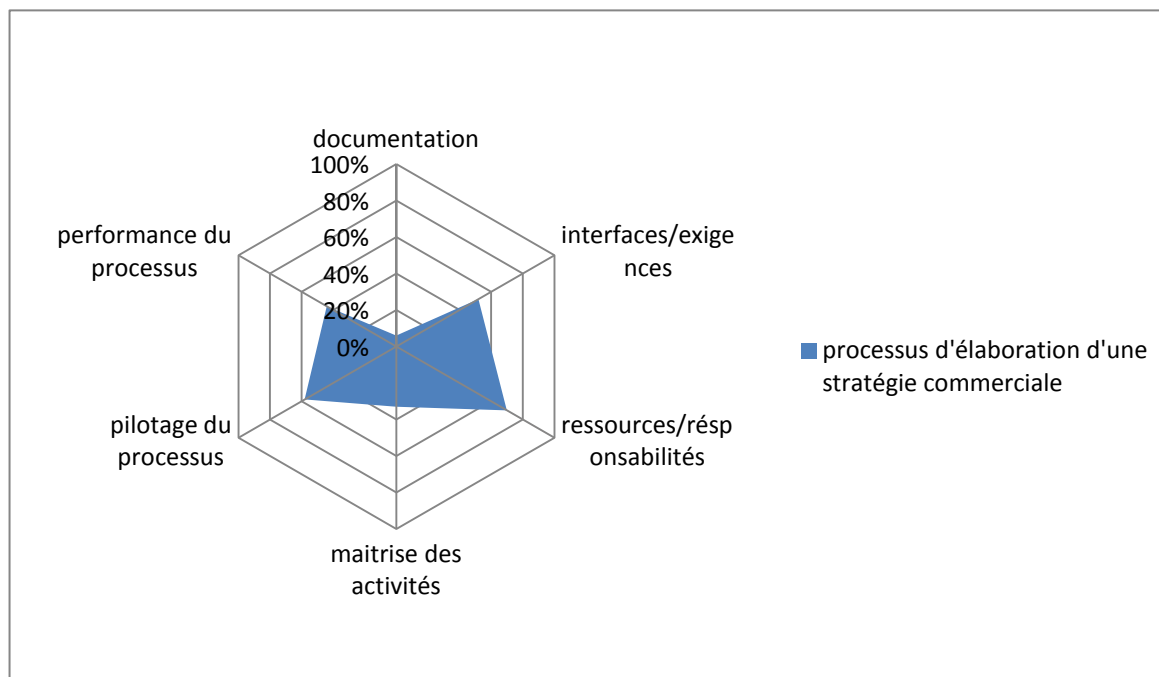 documentation
100%
80%
60%
40%
20%
0%
interfaces/exige
nces
ressources/résp
onsabilités
maitrise des
activités
pilotage du
processus
performance du
processus
processus d'élaboration d'une
stratégie commerciale